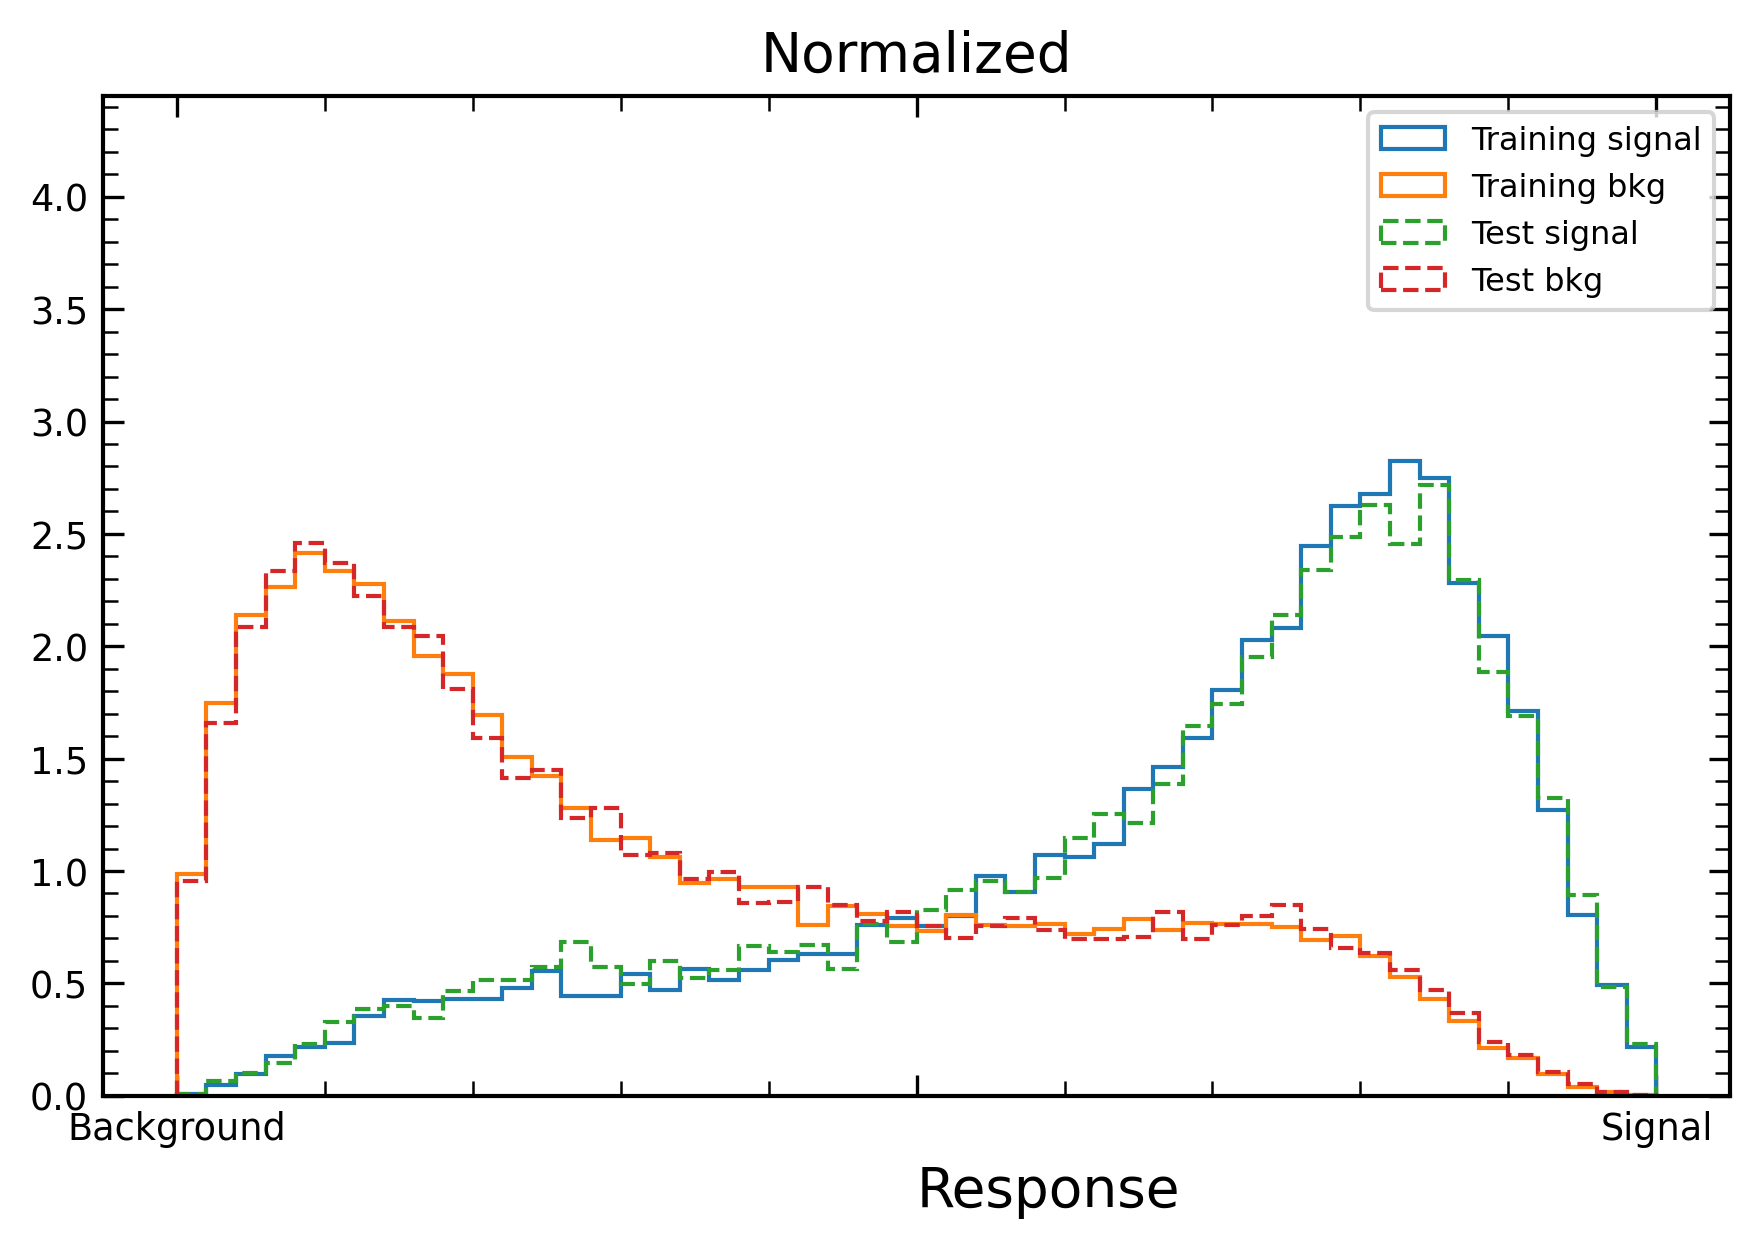 Normalized
Training signal
Training bkg
Test signal
Test bkg
4.0
3.5
3.0
2.5
2.0
1.5
1.0
0.5
0.0
Background Signal
Response